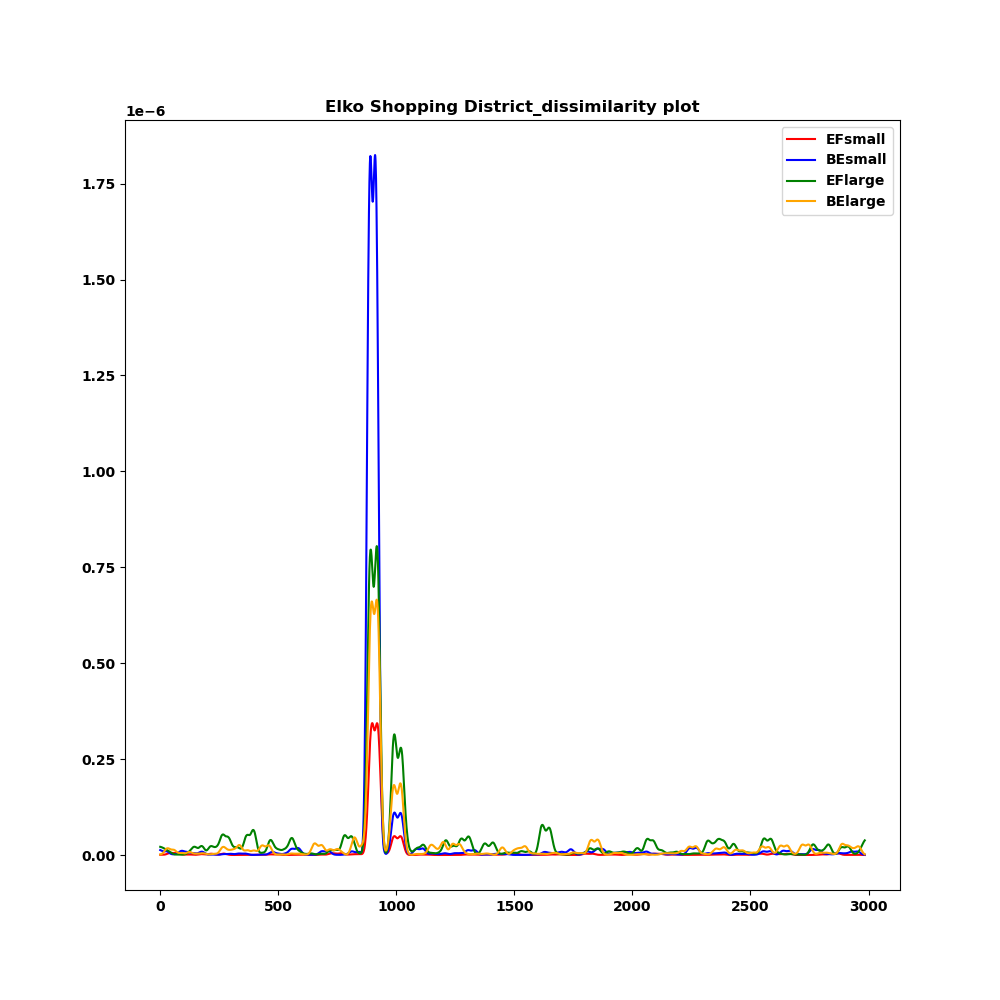 Elko Shopping District_dissimilarity plot
1e−6
EFsmall
BEsmall
EFlarge
BElarge
1.75
1.50
1.25
1.00
0.75
0.50
0.25
0.00
0 500 1000 1500 2000 2500 3000